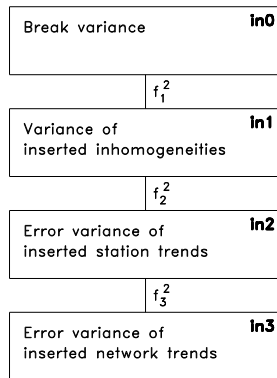 Break variance in0
f₁²
Variance of in1
inserted inhomogeneities
f₂²
Error variance of in2
inserted station trends
f₃²
Error variance of in3
inserted network trends